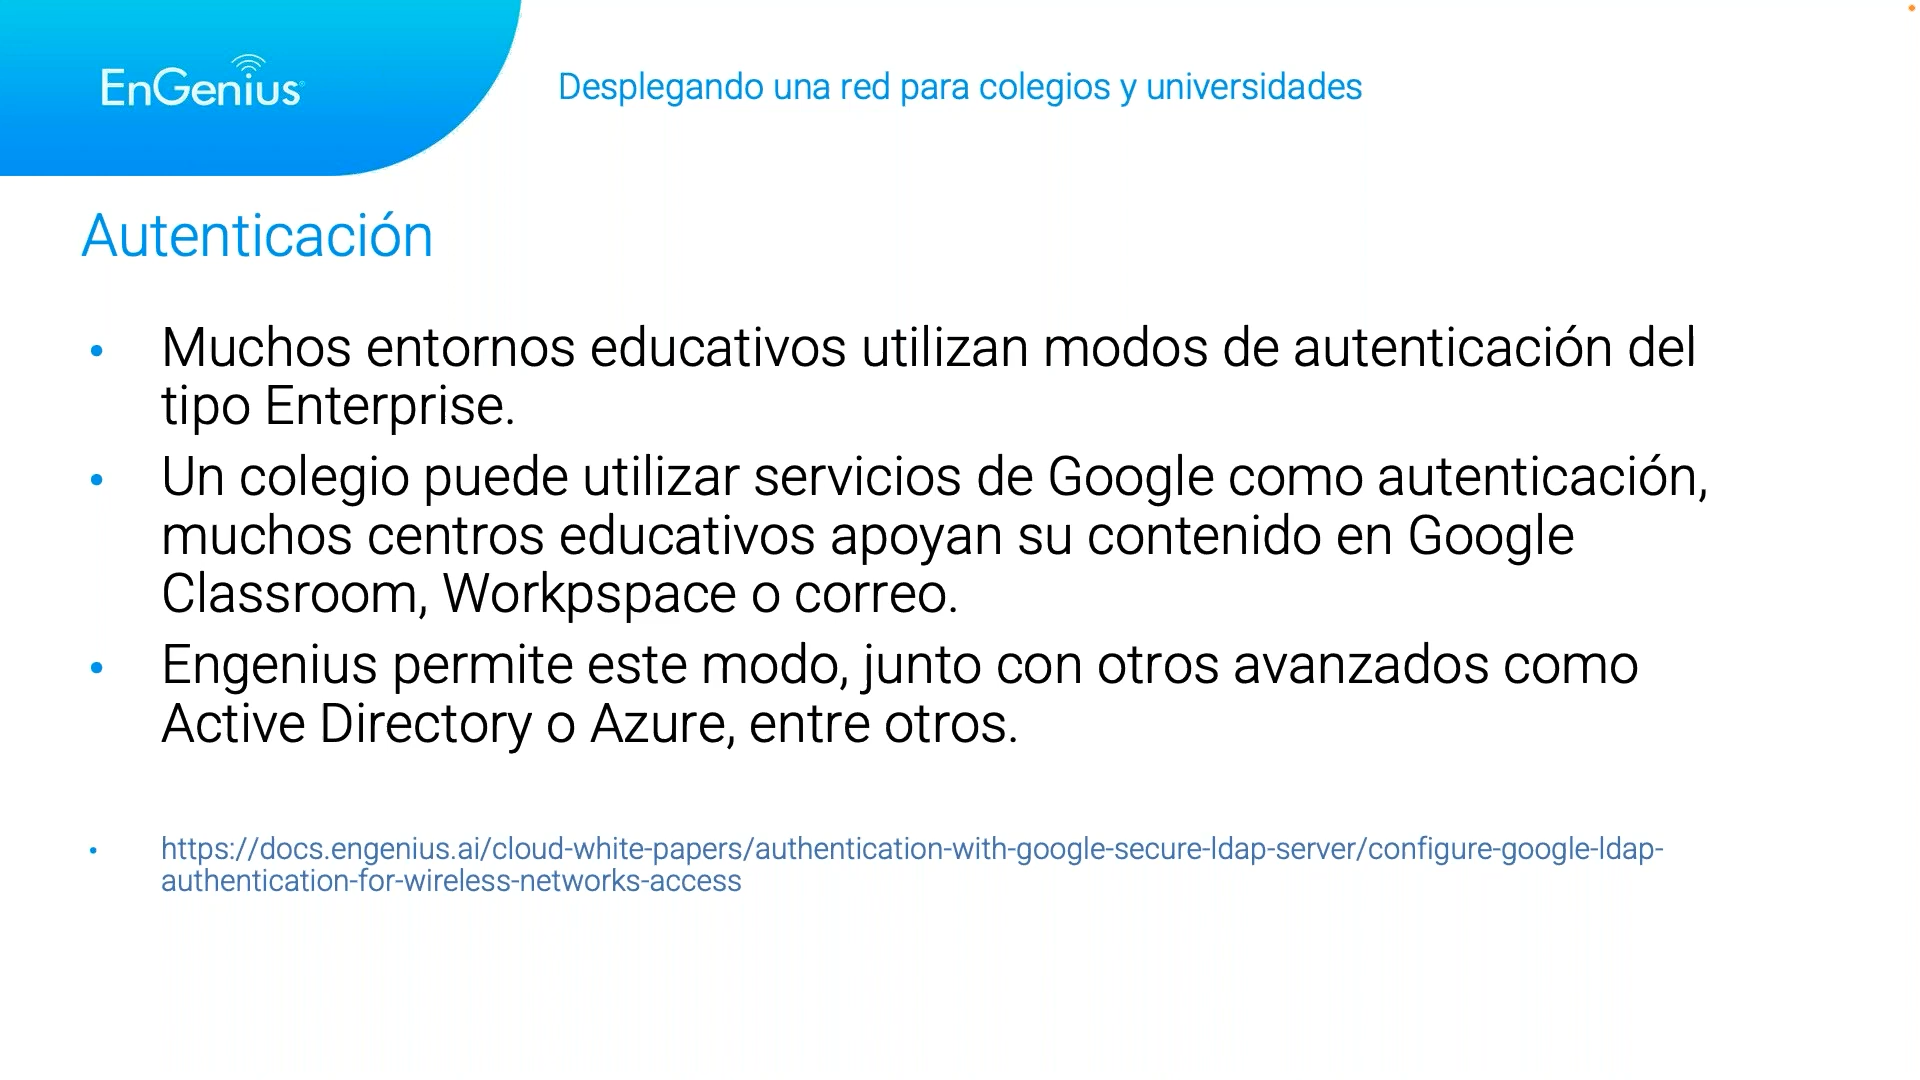 EnGenius
Desplegando una red para colegios y universidades
Autenticación
• Muchos entornos educativos utilizan modos de autenticación del
tipo Enterprise.
• Un colegio puede utilizar servicios de Google como autenticación,
muchos centros educativos apoyan su contenido en Google
Classroom, Workpspace o correo.
• Engenius permite este modo, junto con otros avanzados como
Active Directory o Azure, entre otros.
• https://docs.engenius.ai/cloud-white-papers/authentication-with-google-secure-ldap-server/configure-google-ldap-
authentication-for-wireless-networks-access